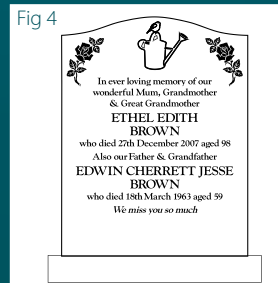 Fig 4
In ever loving memory of our
wonderful Mum, Grandmother
& Great Grandmother
ETHEL EDITH
BROWN
who died 27th December 2007 aged 98
Also our Father & Grandfather
EDWIN CHERRETT JESSE
BROWN
who died 18th March 1963 aged 59
We miss you so much